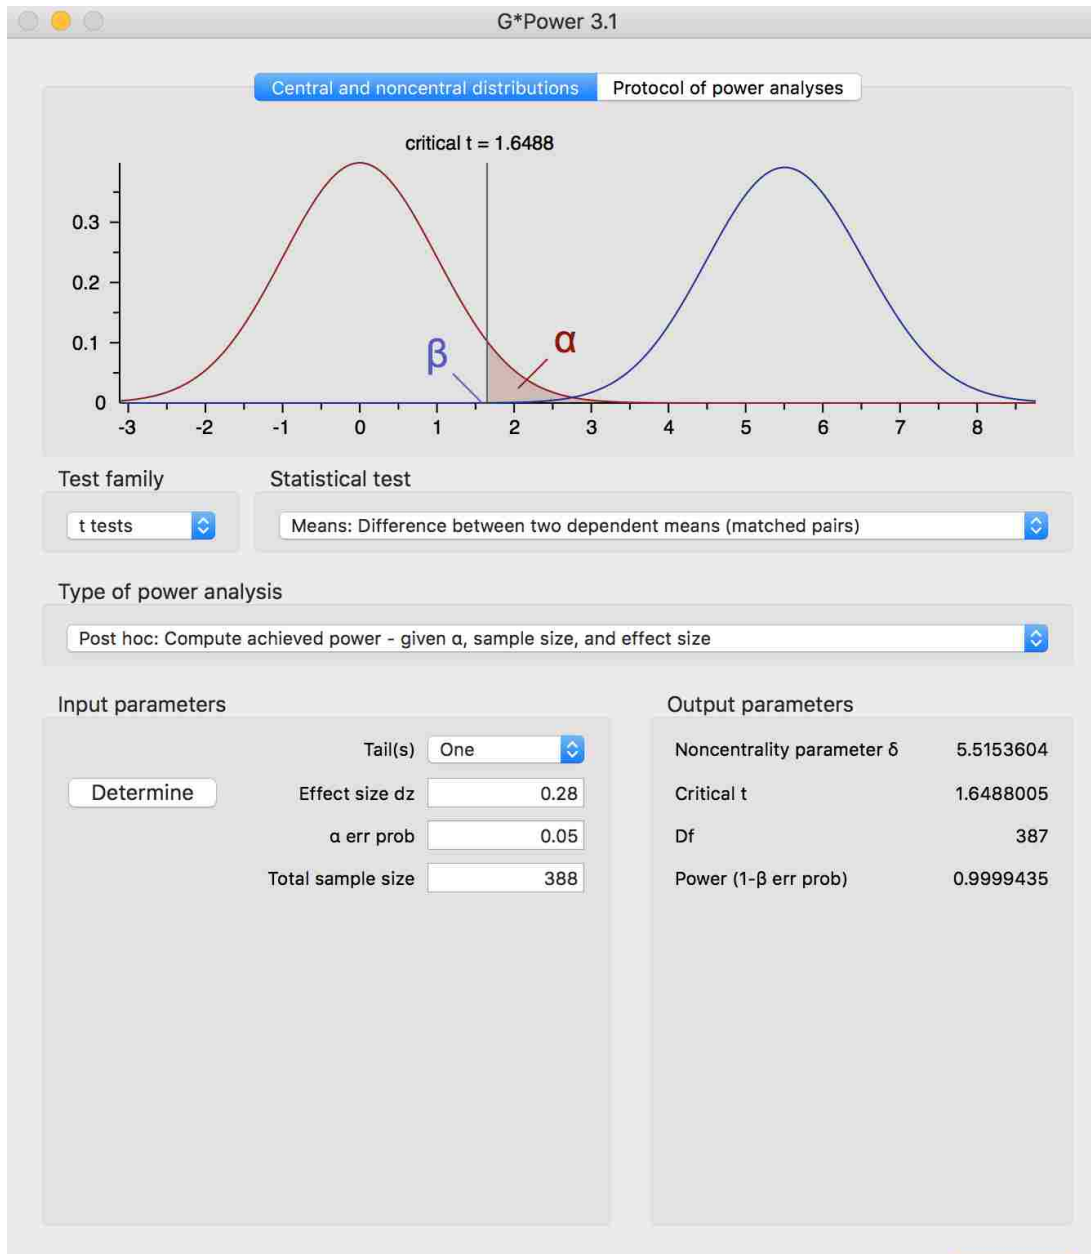 G*Power 3.1
Central and noncentral distributions Protocol of power analyses
critical t = 1.6488
0.3
0.2
β α
0.1
0
-3 -2 -1 0 1 2 3 4 5 6 7 8
Test family Statistical test
t tests Means: Difference between two dependent means (matched pairs)
Type of power analysis
Post hoc: Compute achieved power - given α, sample size, and effect size
Input parameters
Tail(s) One
Determine Effect size dz 0.28
α err prob 0.05
Total sample size 388
Output parameters
Noncentrality parameter δ 5.5153604
Critical t 1.6488005
Df 387
Power (1-β err prob) 0.9999435